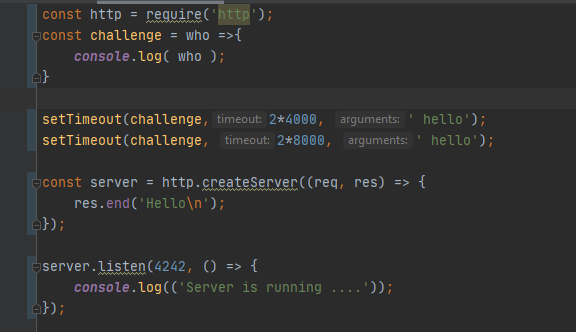 const http = require('http');
const challenge = who =>{
    console.log( who );
}
setTimeout(challenge, timeout: 2*4000, arguments: ' hello');
setTimeout(challenge, timeout: 2*8000, arguments: ' hello');
const server = http.createServer((req, res) => {
    res.end('Hello\n');
});
server.listen(4242, () => {
    console.log(('Server is running ....'));
});